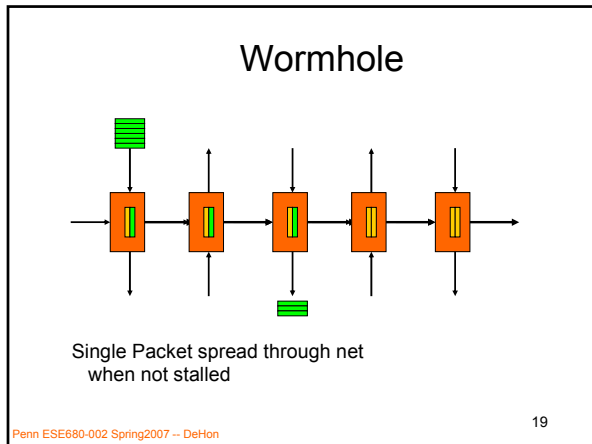 Wormhole
Single Packet spread through net
when not stalled
Penn ESE680-002 Spring2007 -- DeHon
19